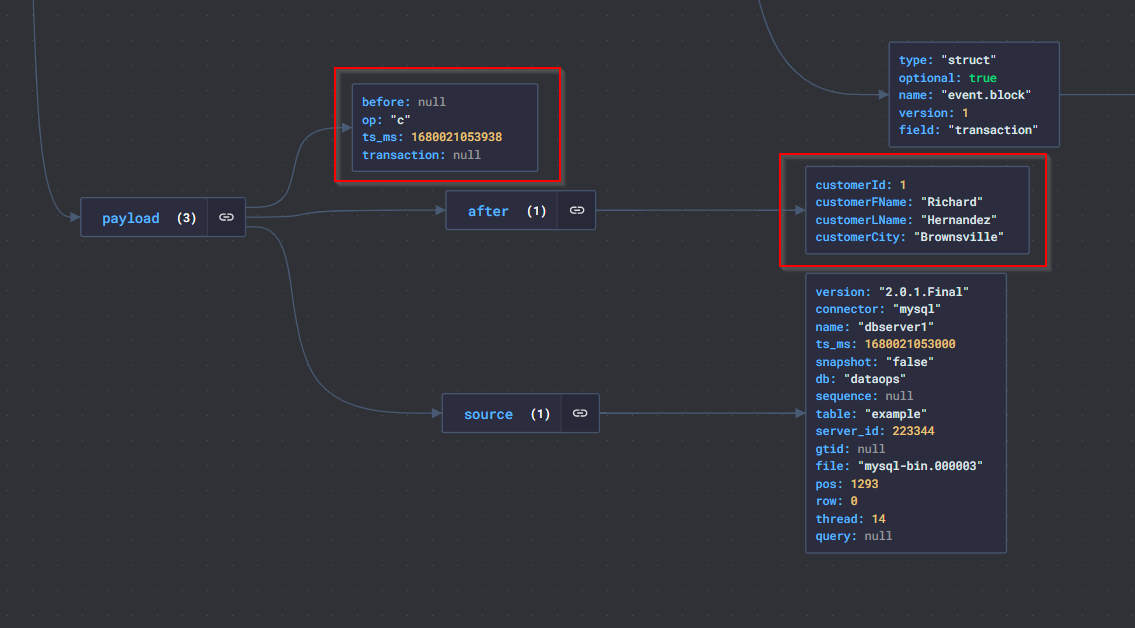 before: null
op: "c"
ts_ms: 1680021053938
transaction: null
type: "struct"
optional: true
name: "event.block"
version: 1
field: "transaction"
payload (3)
after (1)
customerId: 1
customerFName: "Richard"
customerLName: "Hernandez"
customerCity: "Brownsville"
source (1)
version: "2.0.1.Final"
connector: "mysql"
name: "dbserver1"
ts_ms: 1680021053000
snapshot: "false"
db: "dataops"
sequence: null
table: "example"
server_id: 223344
gtid: null
file: "mysql-bin.000003"
pos: 1293
row: 0
thread: 14
query: null